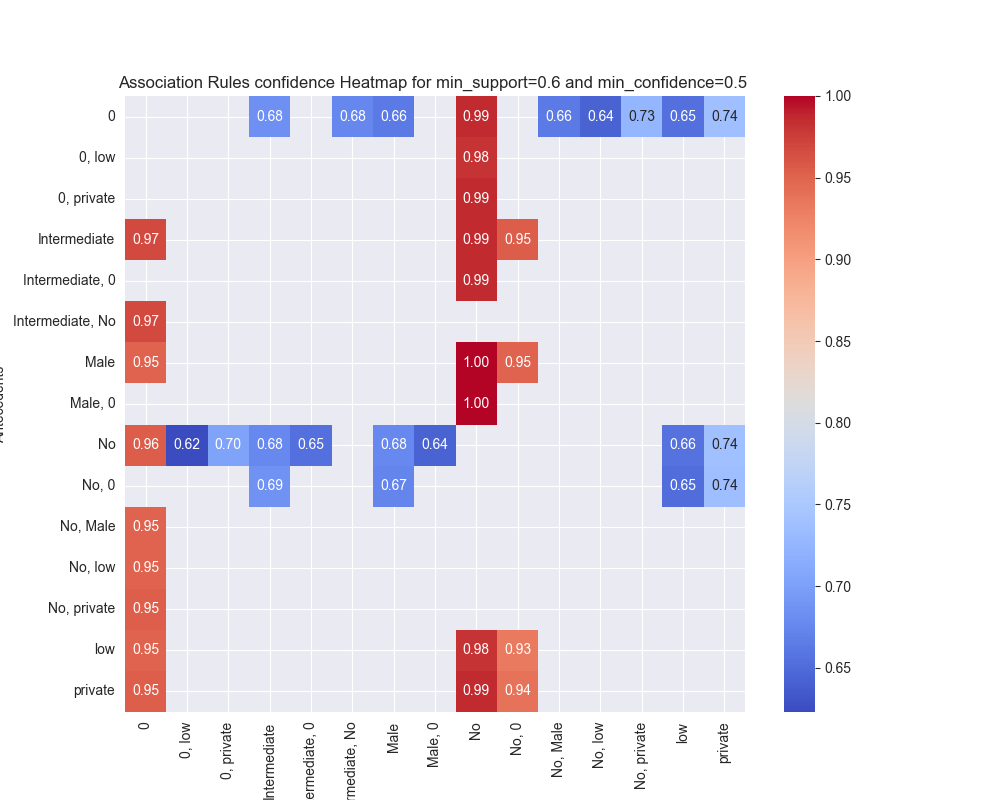 Association Rules confidence Heatmap for min_support=0.6 and min_confidence=0.5
0 0.68 0.68 0.66 0.99 0.66 0.64 0.73 0.65 0.74
0, low 0.98
0, private 0.99
Intermediate 0.97 0.99 0.95
Intermediate, 0 0.99
Intermediate, No 0.97
Male 0.95 1.00 0.95
Male, 0 1.00
No 0.96 0.62 0.70 0.68 0.65 0.68 0.64 0.66 0.74
No, 0 0.69 0.67 0.65 0.74
No, Male 0.95
No, low 0.95
No, private 0.95
low 0.95 0.98 0.93
private 0.95 0.99 0.94
0
0, low
0, private
Intermediate
ermediate, 0
rmediate, No
Male
Male, 0
No
No, 0
No, Male
No, low
No, private
low
private
1.00
0.95
0.90
0.85
0.80
0.75
0.70
0.65